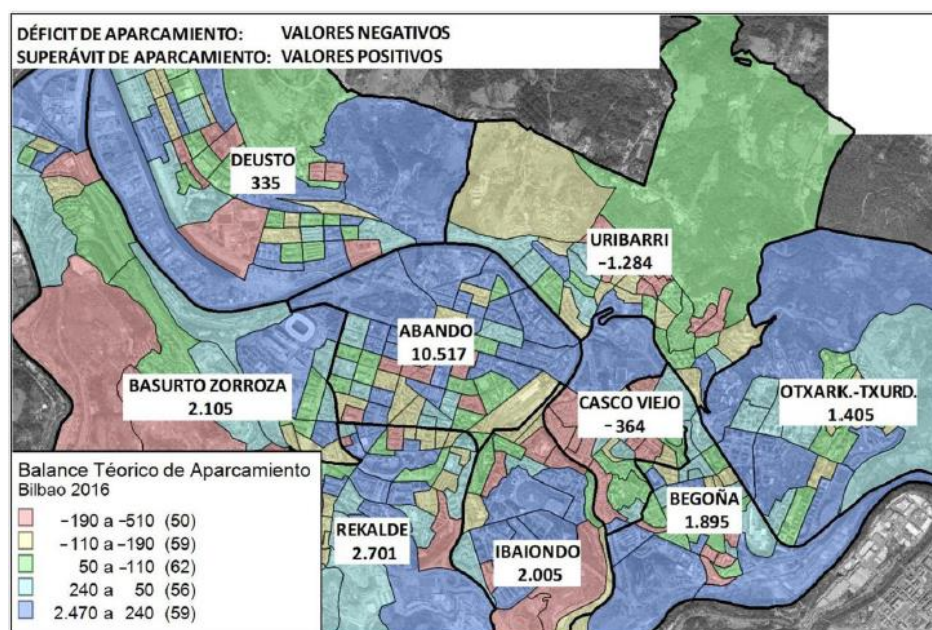 DÉFICIT DE APARCAMIENTO: VALORES NEGATIVOS
SUPERÁVIT DE APARCAMIENTO: VALORES POSITIVOS
DEUSTO
335
URIBARRI
−1.284
ABANDO
10.517
BASURTO ZORROZA
2.105
CASCO VIEJO
−364
OTXARK.-TXURD.
1.405
BEGOÑA
1.895
REKALDE
2.701
IBAIONDO
2.005
Balance Téorico de Aparcamiento
Bilbao 2016
−190 a −510 (50)
−110 a −190 (59)
50 a −110 (62)
240 a 50 (56)
2.470 a 240 (59)